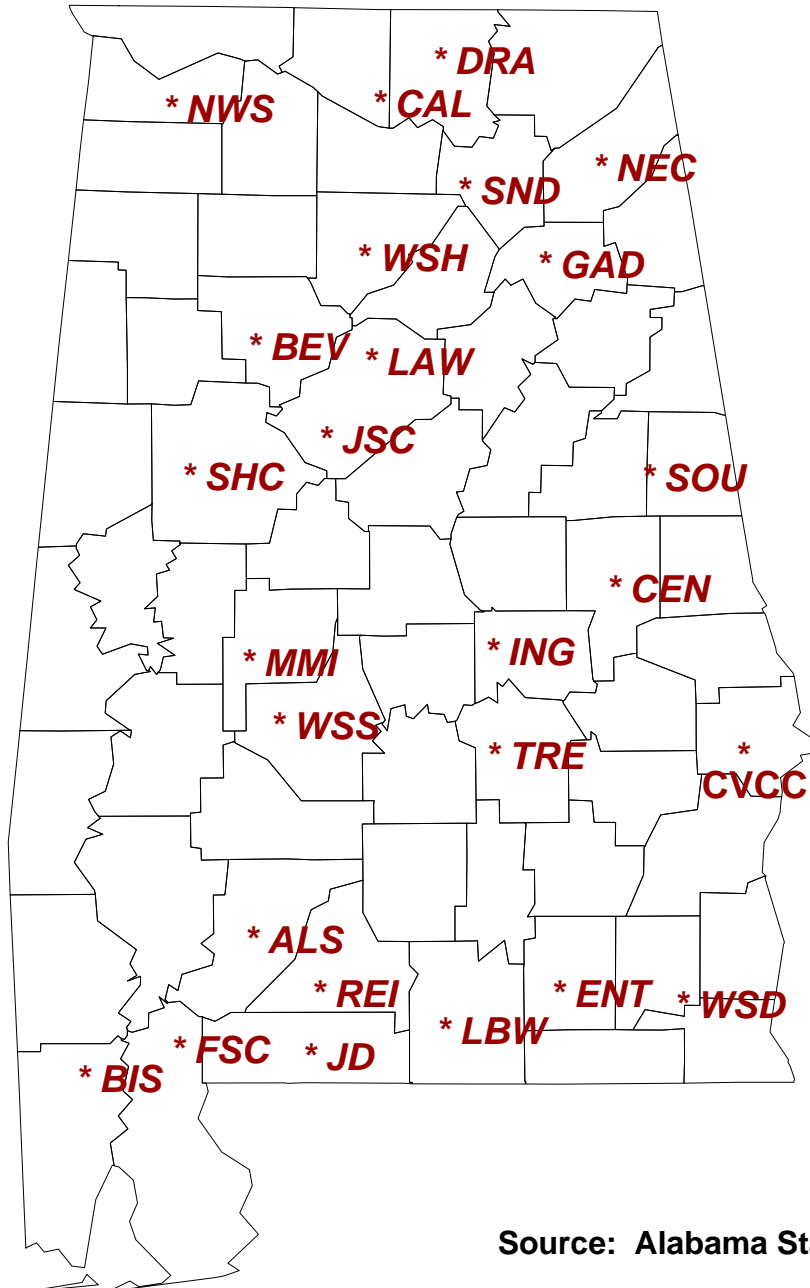 * DRA
* NWS
* CAL
* NEC
* SND
* WSH
* GAD
* BEV
* LAW
* JSC
* SHC
* SOU
* CEN
* ING
* MMI
* WSS
* TRE
*
CVCC
* ALS
* REI
* ENT
* WSD
* LBW
* FSC
* JD
* BIS
Source: Alabama Sta